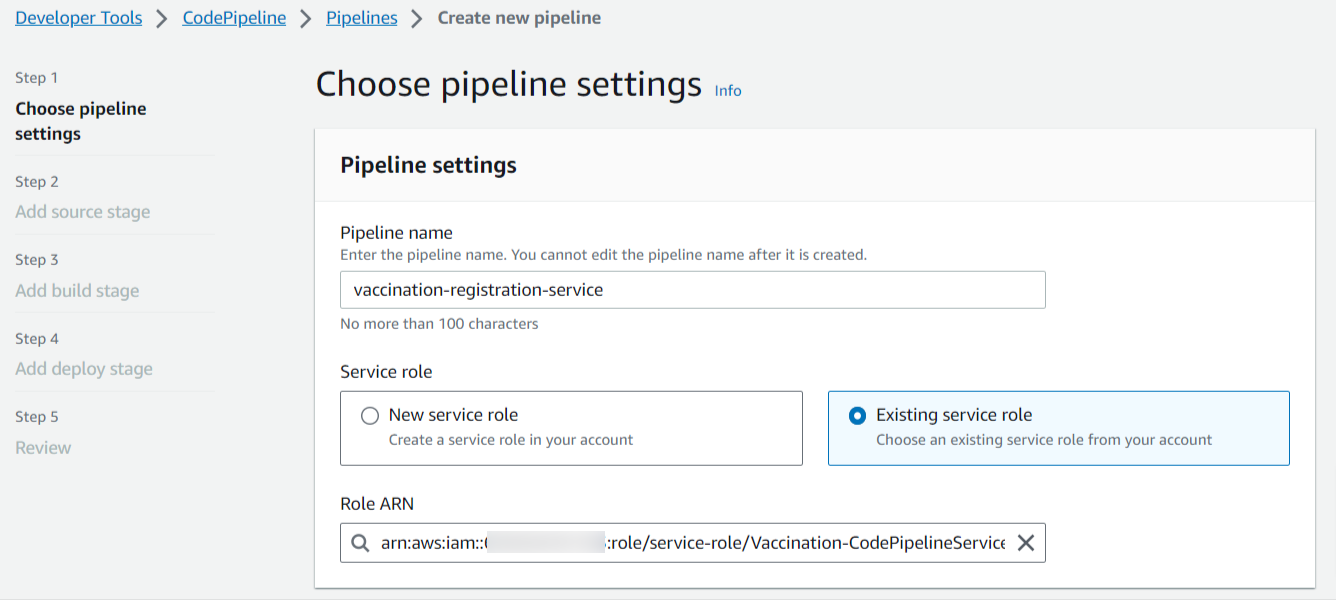 Developer Tools > CodePipeline > Pipelines > Create new pipeline
Step 1
Choose pipeline
settings
Step 2
Add source stage
Step 3
Add build stage
Step 4
Add deploy stage
Step 5
Review
Choose pipeline settings Info
Pipeline settings
Pipeline name
Enter the pipeline name. You cannot edit the pipeline name after it is created.
vaccination-registration-service
No more than 100 characters
Service role
New service role
Create a service role in your account
Existing service role
Choose an existing service role from your account
Role ARN
arn:aws:iam:: :role/service-role/Vaccination-CodePipelineService